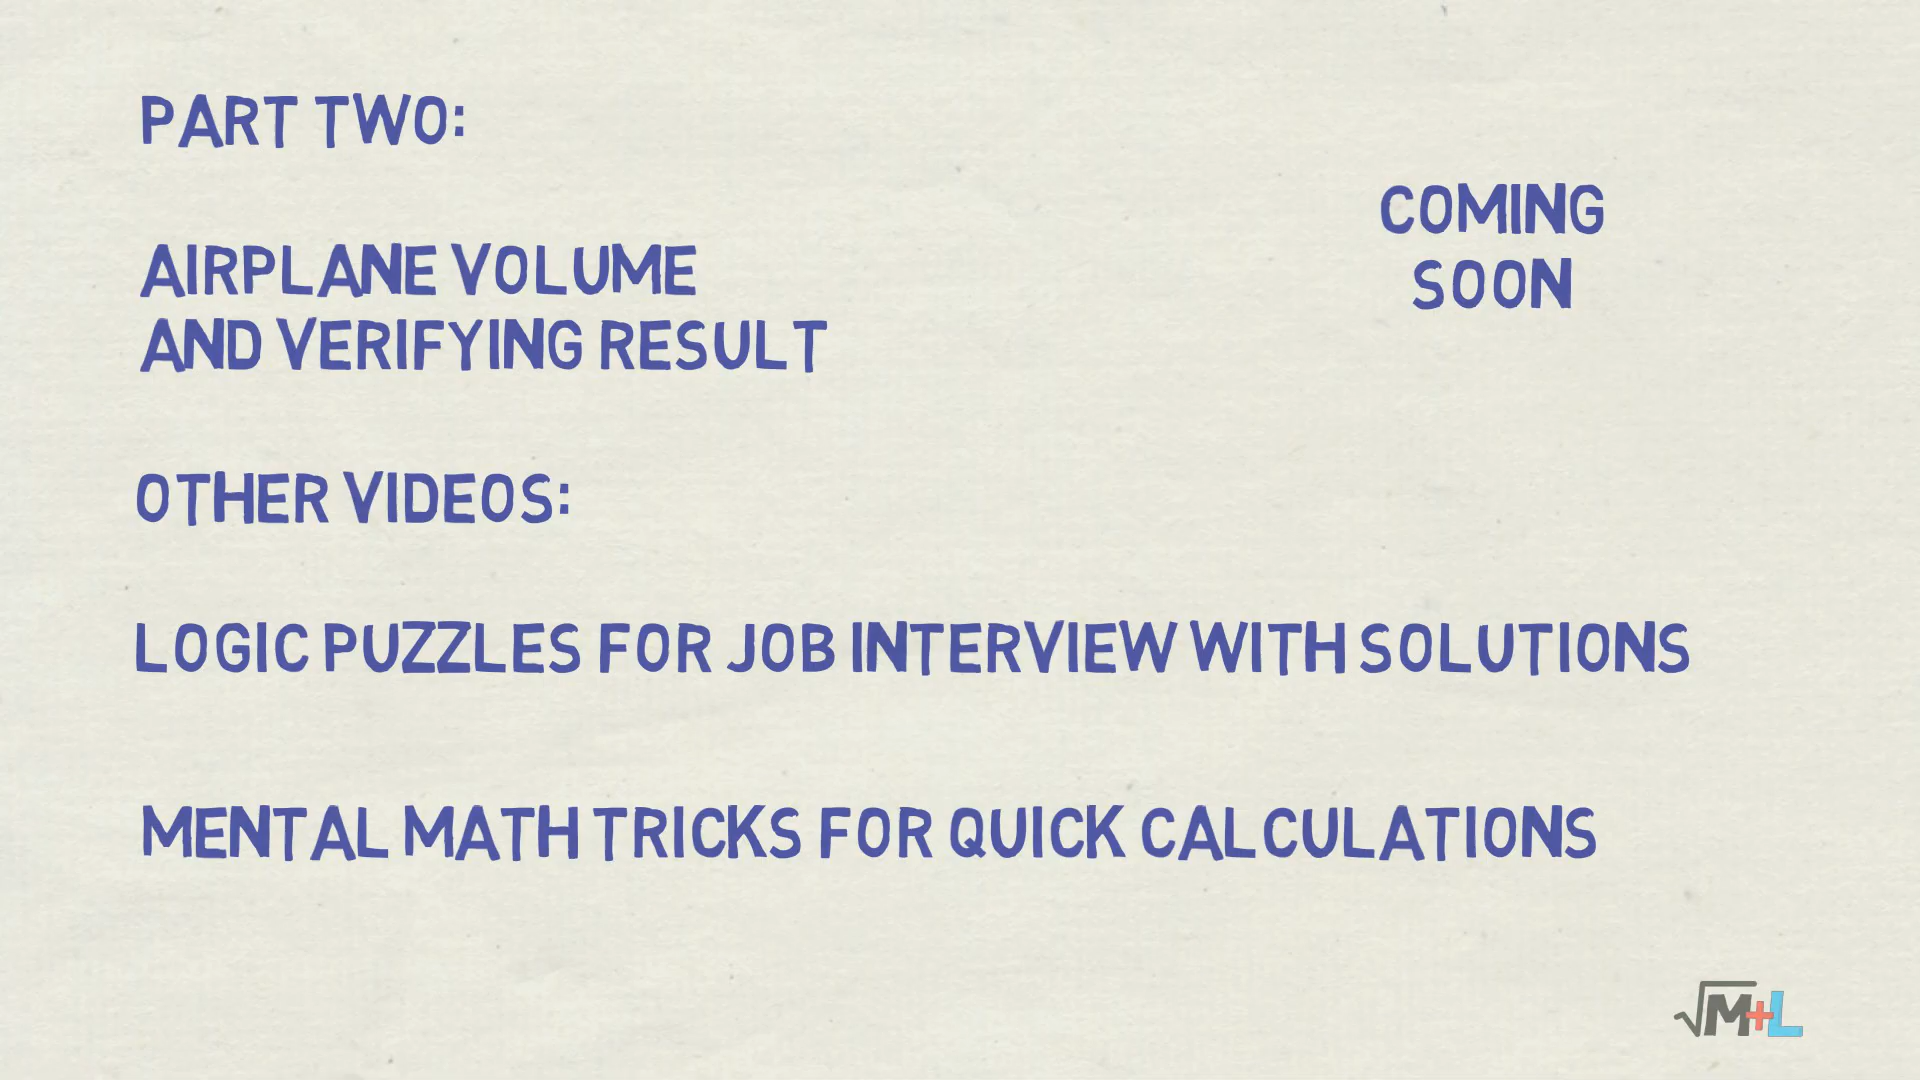 PART TWO:
COMING
SOON
AIRPLANE VOLUME
AND VERIFYING RESULT
OTHER VIDEOS:
LOGIC PUZZLES FOR JOB INTERVIEW WITH SOLUTIONS
MENTAL MATH TRICKS FOR QUICK CALCULATIONS
√M+L